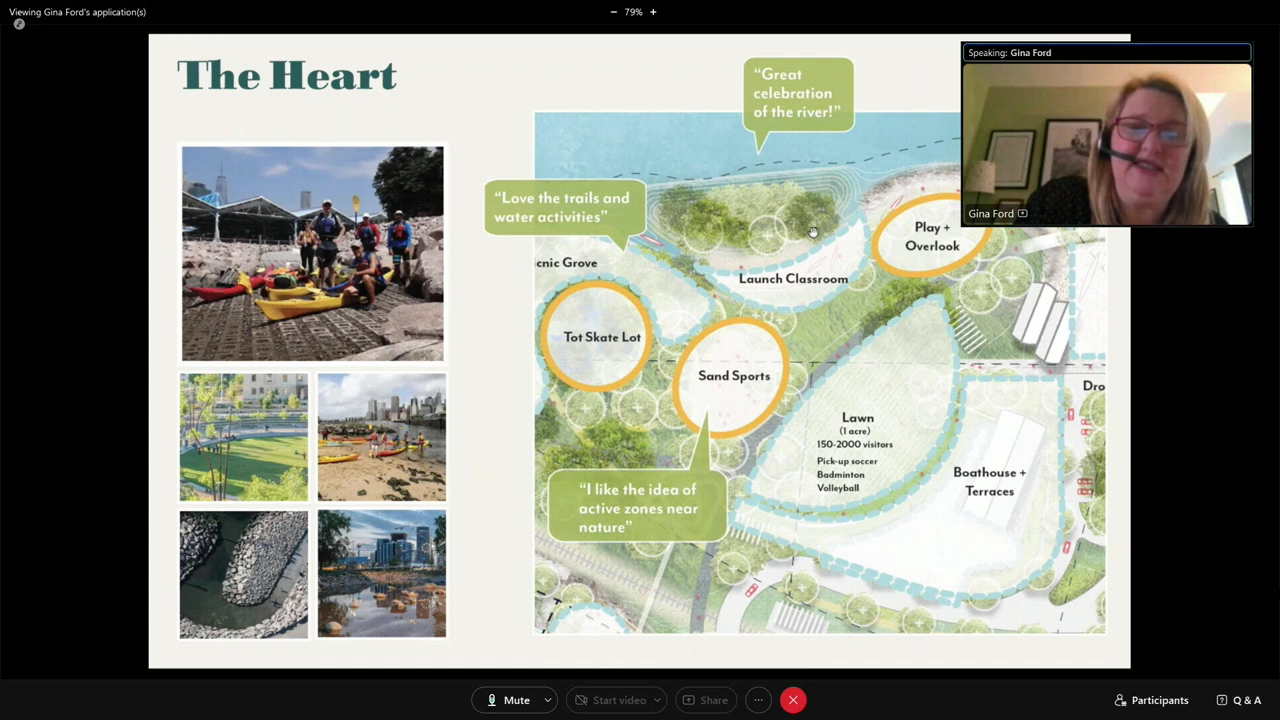 Viewing Gina Ford's application(s)
79%
The Heart
Speaking: Gina Ford
Gina Ford
"Great
celebration
of the river!"
"Love the trails and
water activities"
Play +
Overlook
cnic Grove
Launch Classroom
Tot Skate Lot
Sand Sports
Dro
Lawn
(1 acre)
150-2000 visitors
Pick-up soccer
Badminton
Volleyball
Boathouse +
Terraces
"I like the idea of
active zones near
nature"
Mute
Start video
Share
Participants
Q & A